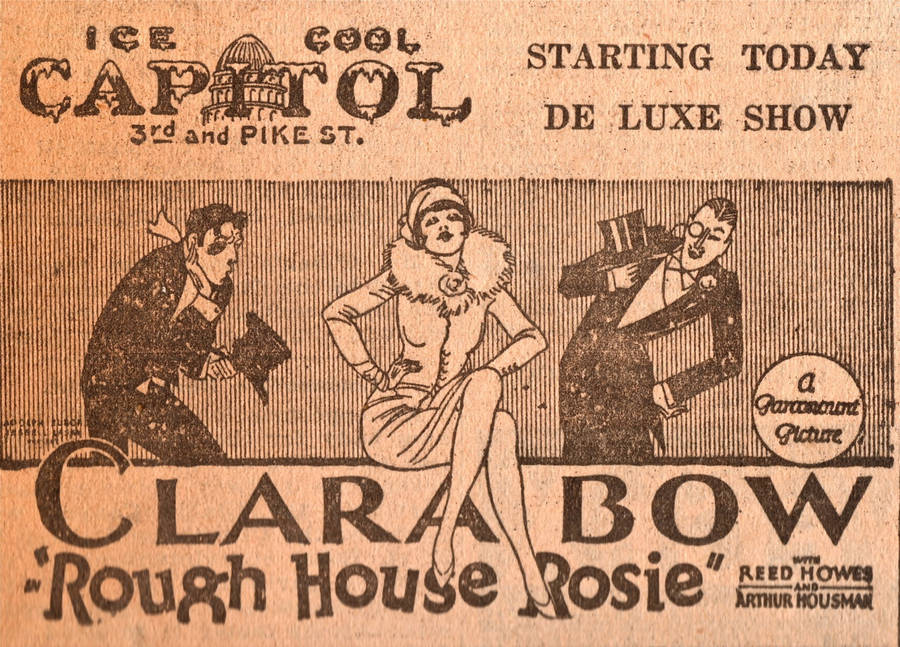 ICE COOL
CAPITOL
3rd and PIKE ST.
STARTING TODAY
DE LUXE SHOW
A
Paramount
Picture
CLARA BOW
in "Rough House Rosie"
WITH
REED HOWES
AND
ARTHUR HOUSMAN